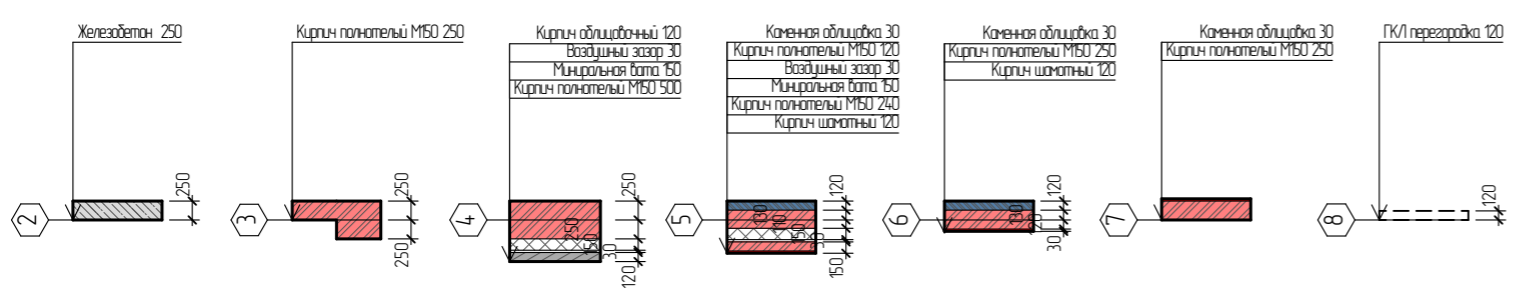 Железобетон 250
2
250
Кирпич полнотелый М150 250
3
250
250
Кирпич облицовочный 120
Воздушный зазор 30
Миниральная вата 150
Кирпич полнотелый М150 500
4
250
250
150
30
120
Каменная облицовка 30
Кирпич полнотелый М150 120
Воздушный зазор 30
Миниральная вата 150
Кирпич полнотелый М150 240
Кирпич шамотный 120
5
120
130
110
150
30
150
Каменная облицовка 30
Кирпич полнотелый М150 250
Кирпич шамотный 120
6
120
130
120
30
Каменная облицовка 30
Кирпич полнотелый М150 250
7
ГКЛ перегородка 120
8
120